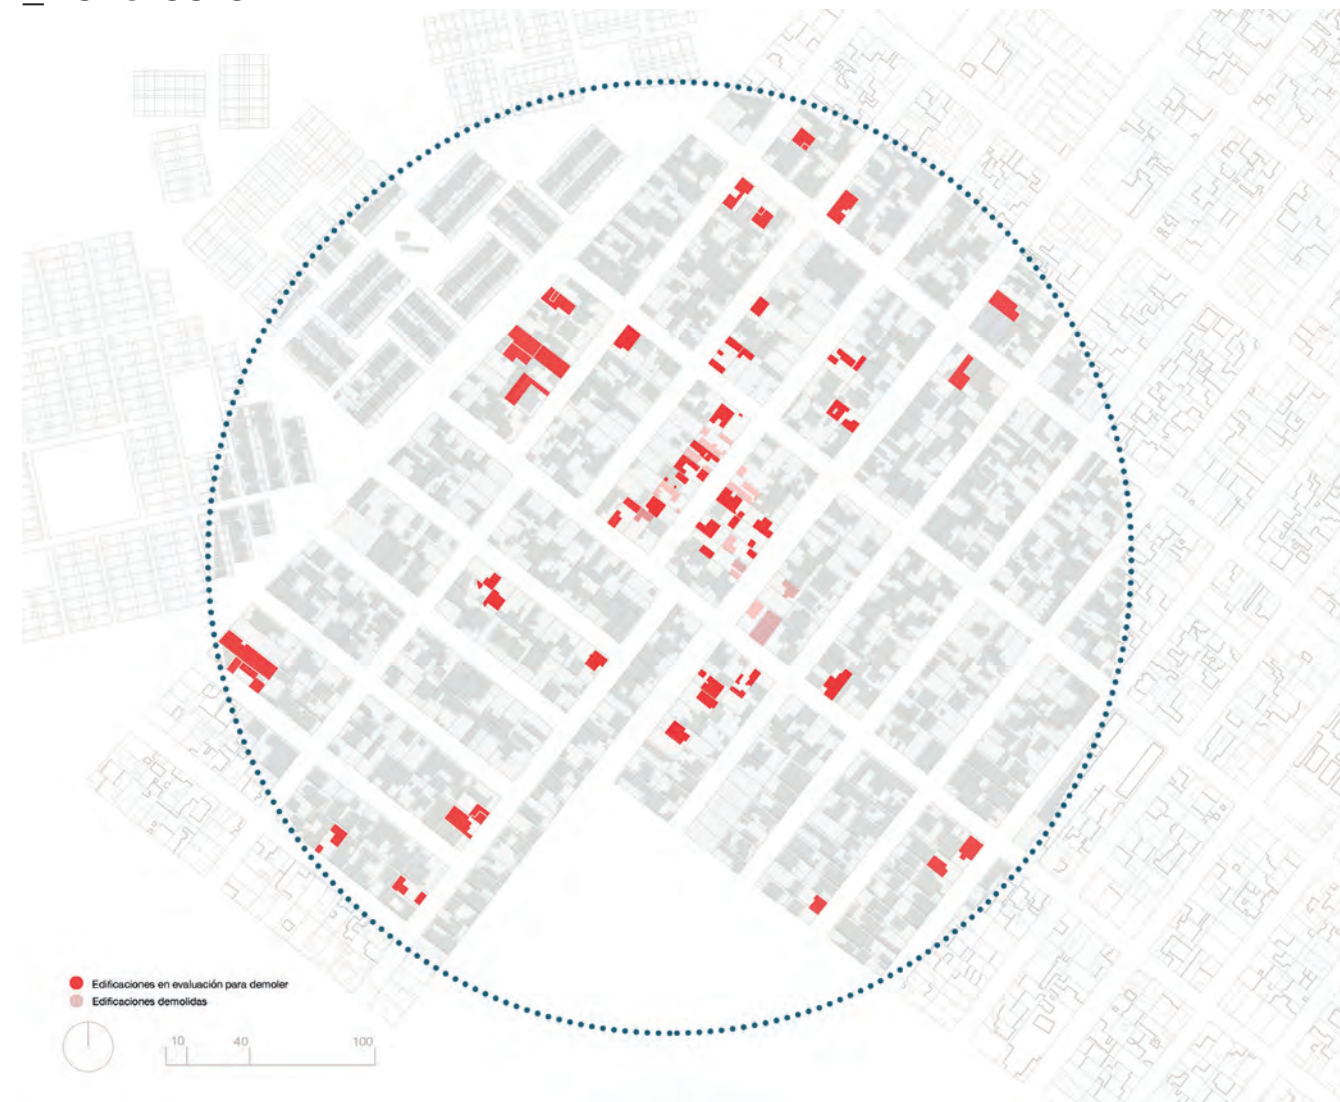 Edificaciones en evaluación para demoler
Edificaciones demolidas
10 40 100